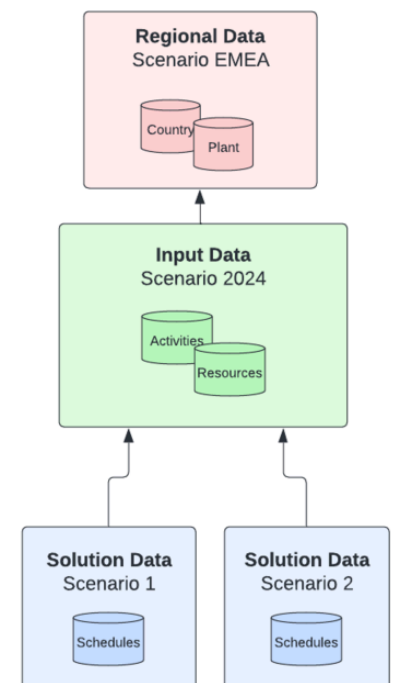 Regional Data
Scenario EMEA
Country
Plant
Input Data
Scenario 2024
Activities
Resources
Solution Data
Scenario 1
Schedules
Solution Data
Scenario 2
Schedules